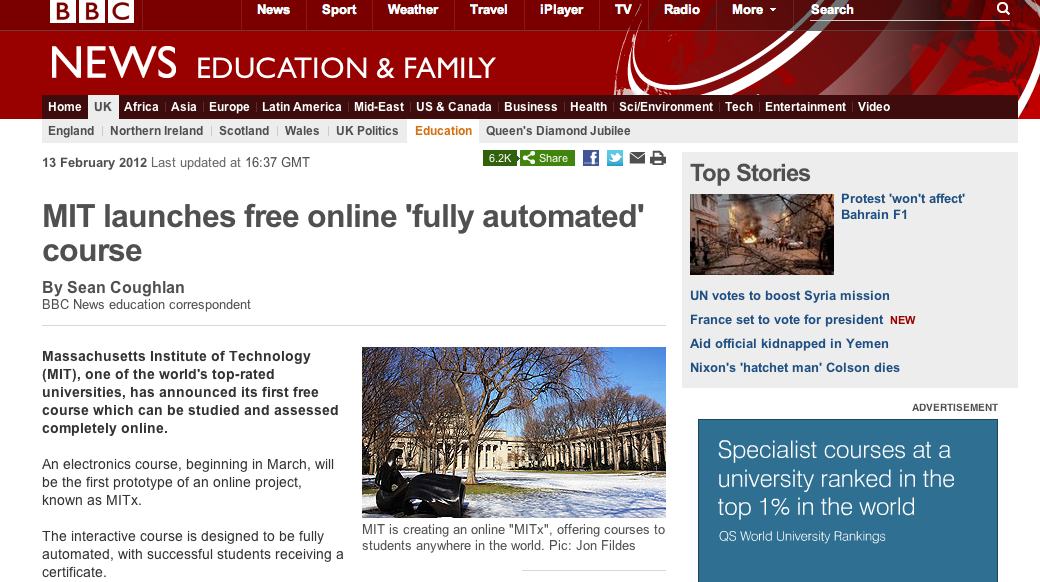 BBC News Sport Weather Travel iPlayer TV Radio More Search
NEWS EDUCATION & FAMILY
Home UK Africa Asia Europe Latin America Mid-East US & Canada Business Health Sci/Environment Tech Entertainment Video
England Northern Ireland Scotland Wales UK Politics Education Queen's Diamond Jubilee
13 February 2012 Last updated at 16:37 GMT
6.2K Share
MIT launches free online 'fully automated'
course
By Sean Coughlan
BBC News education correspondent
Massachusetts Institute of Technology
(MIT), one of the world's top-rated
universities, has announced its first free
course which can be studied and assessed
completely online.
An electronics course, beginning in March, will
be the first prototype of an online project,
known as MITx.
The interactive course is designed to be fully
automated, with successful students receiving a
certificate.
MIT is creating an online "MITx", offering courses to
students anywhere in the world. Pic: Jon Fildes
Top Stories
Protest 'won't affect'
Bahrain F1
UN votes to boost Syria mission
France set to vote for president NEW
Aid official kidnapped in Yemen
Nixon's 'hatchet man' Colson dies
ADVERTISEMENT
Specialist courses at a
university ranked in the
top 1% in the world
QS World University Rankings